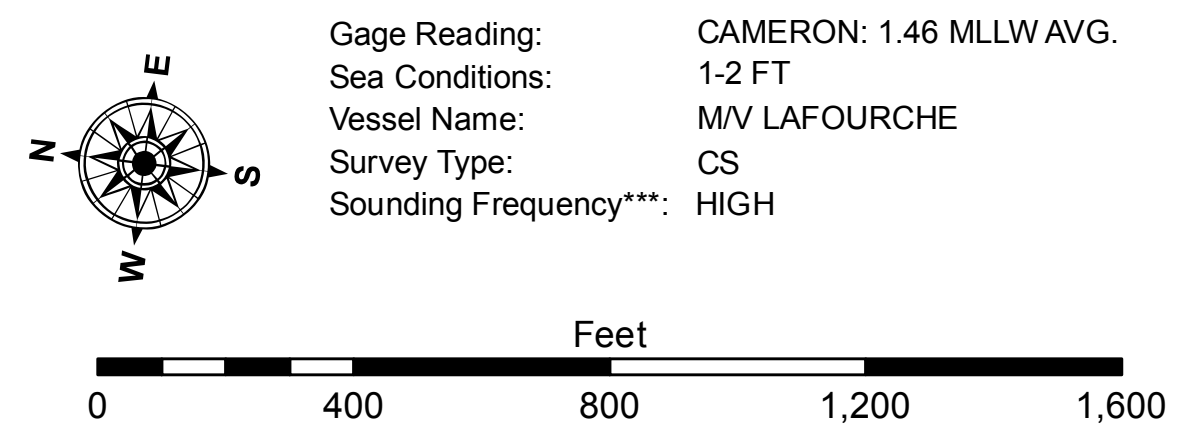 E
N
S
W
Gage Reading: CAMERON: 1.46 MLLW AVG.
Sea Conditions: 1-2 FT
Vessel Name: M/V LAFOURCHE
Survey Type: CS
Sounding Frequency***: HIGH
Feet
0 400 800 1,200 1,600